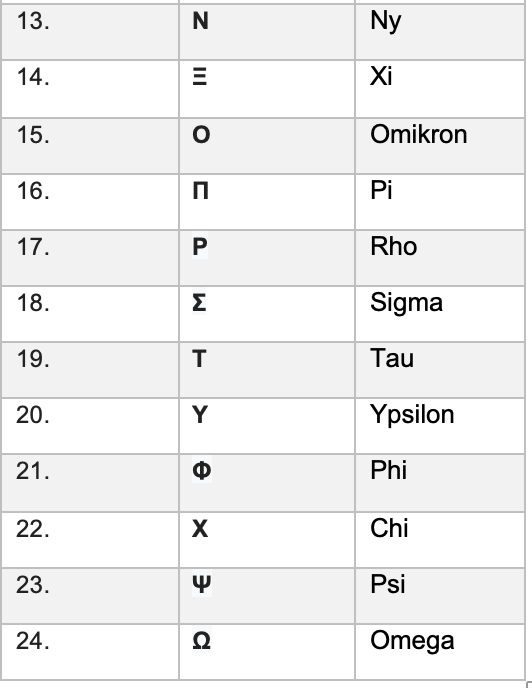 13. Ν Ny
14. Ξ Xi
15. Ο Omikron
16. Π Pi
17. Ρ Rho
18. Σ Sigma
19. Τ Tau
20. Υ Ypsilon
21. Φ Phi
22. Χ Chi
23. Ψ Psi
24. Ω Omega